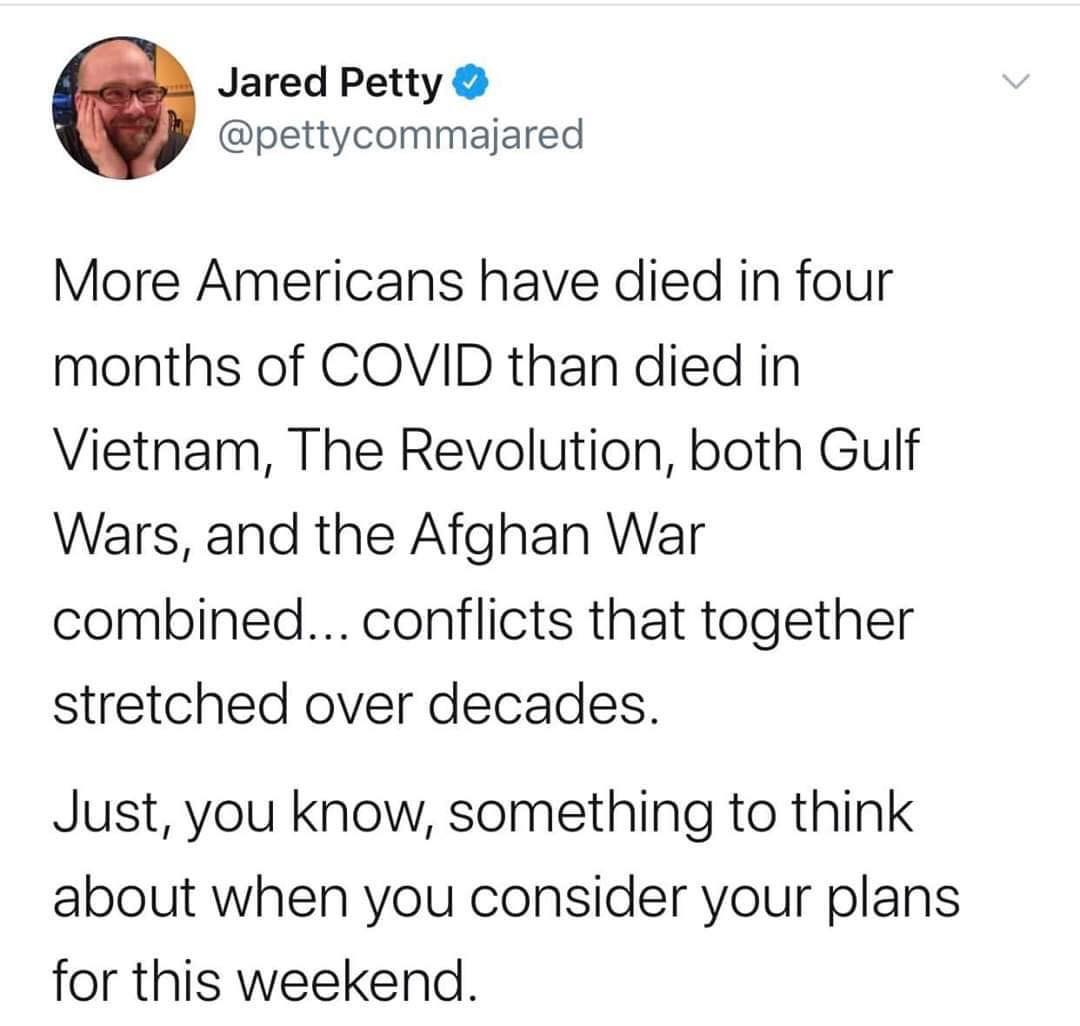 Jared Petty
@pettycommajared
More Americans have died in four
months of COVID than died in
Vietnam, The Revolution, both Gulf
Wars, and the Afghan War
combined... conflicts that together
stretched over decades.
Just, you know, something to think
about when you consider your plans
for this weekend.